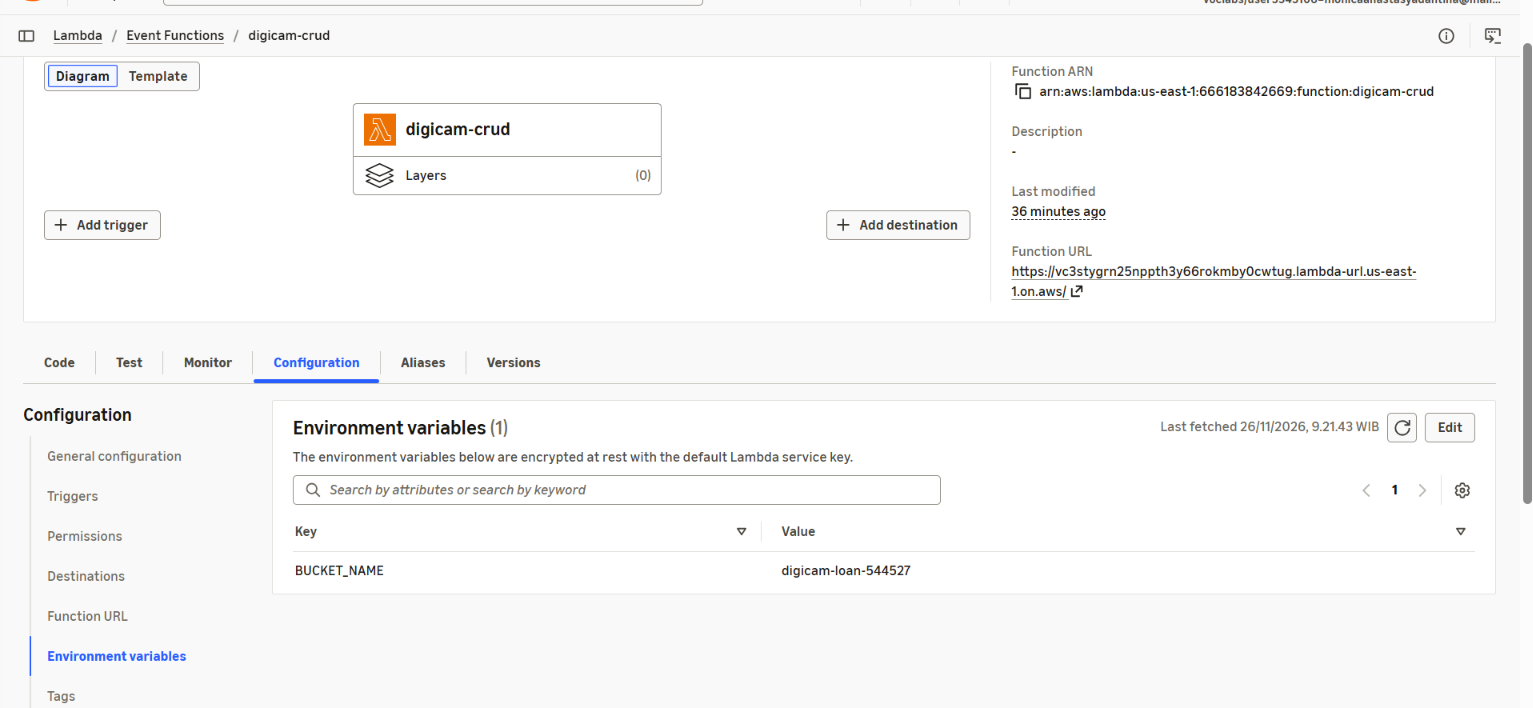 Lambda / Event Functions / digicam-crud
Diagram Template
digicam-crud
Layers (0)
+ Add trigger
+ Add destination
Function ARN
arn:aws:lambda:us-east-1:666183842669:function:digicam-crud
Description
-
Last modified
36 minutes ago
Function URL
https://vc3stygrn25nppth3y66rokmby0cwtug.lambda-url.us-east-
1.on.aws/
Code Test Monitor Configuration Aliases Versions
Configuration
General configuration
Triggers
Permissions
Destinations
Function URL
Environment variables
Tags
Environment variables (1)
Last fetched 26/11/2026, 9.21.43 WIB
Edit
The environment variables below are encrypted at rest with the default Lambda service key.
Search by attributes or search by keyword
1
Key Value
BUCKET_NAME digicam-loan-544527